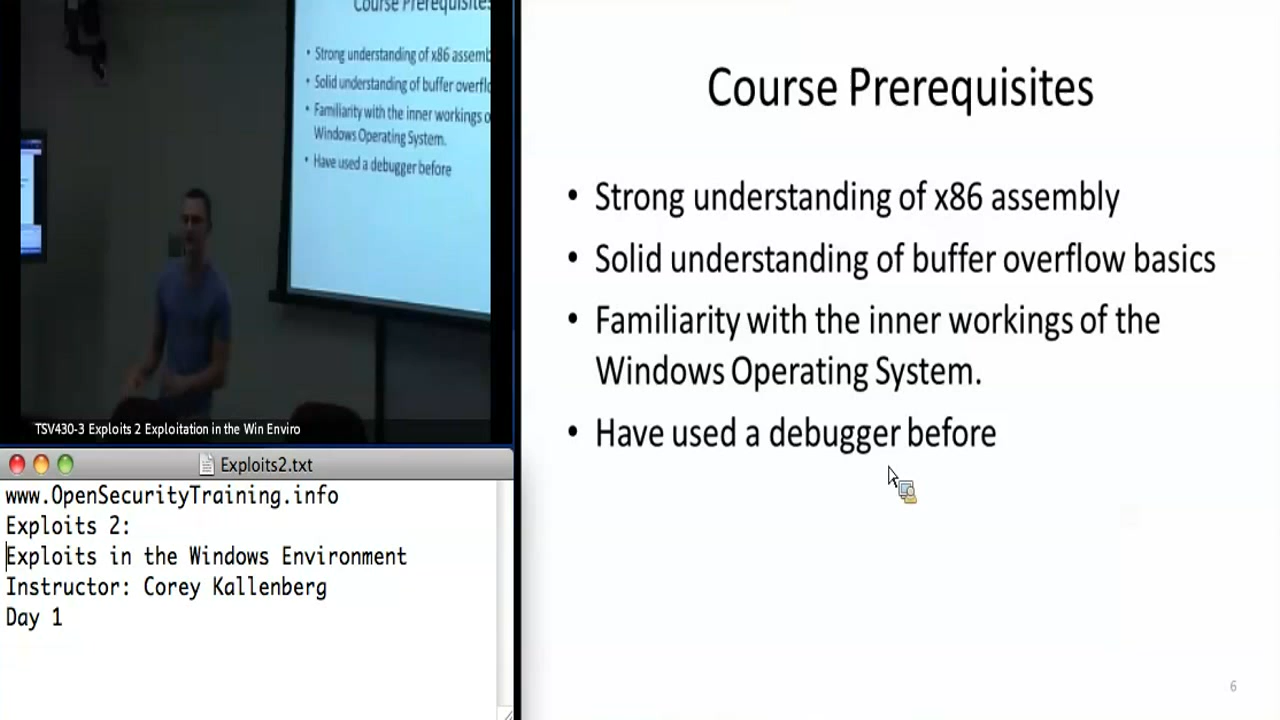 Course Prerequisites
• Strong understanding of x86 assemb
• Solid understanding of buffer overflo
• Familiarity with the inner workings o
Windows Operating System.
• Have used a debugger before
TSV430-3 Exploits 2 Exploitation in the Win Enviro
Exploits2.txt
www.OpenSecurityTraining.info
Exploits 2:
Exploits in the Windows Environment
Instructor: Corey Kallenberg
Day 1
Course Prerequisites
• Strong understanding of x86 assembly
• Solid understanding of buffer overflow basics
• Familiarity with the inner workings of the
Windows Operating System.
• Have used a debugger before
6